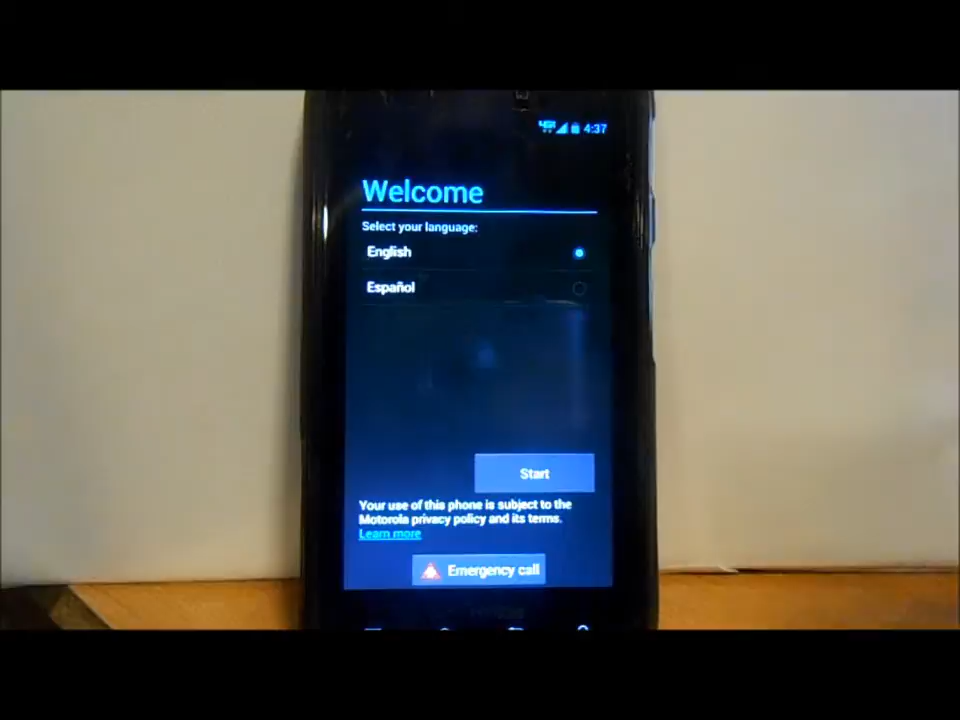 4G
4:37
Welcome
Select your language:
English
Español
Start
Your use of this phone is subject to the
Motorola privacy policy and its terms.
Learn more
Emergency call